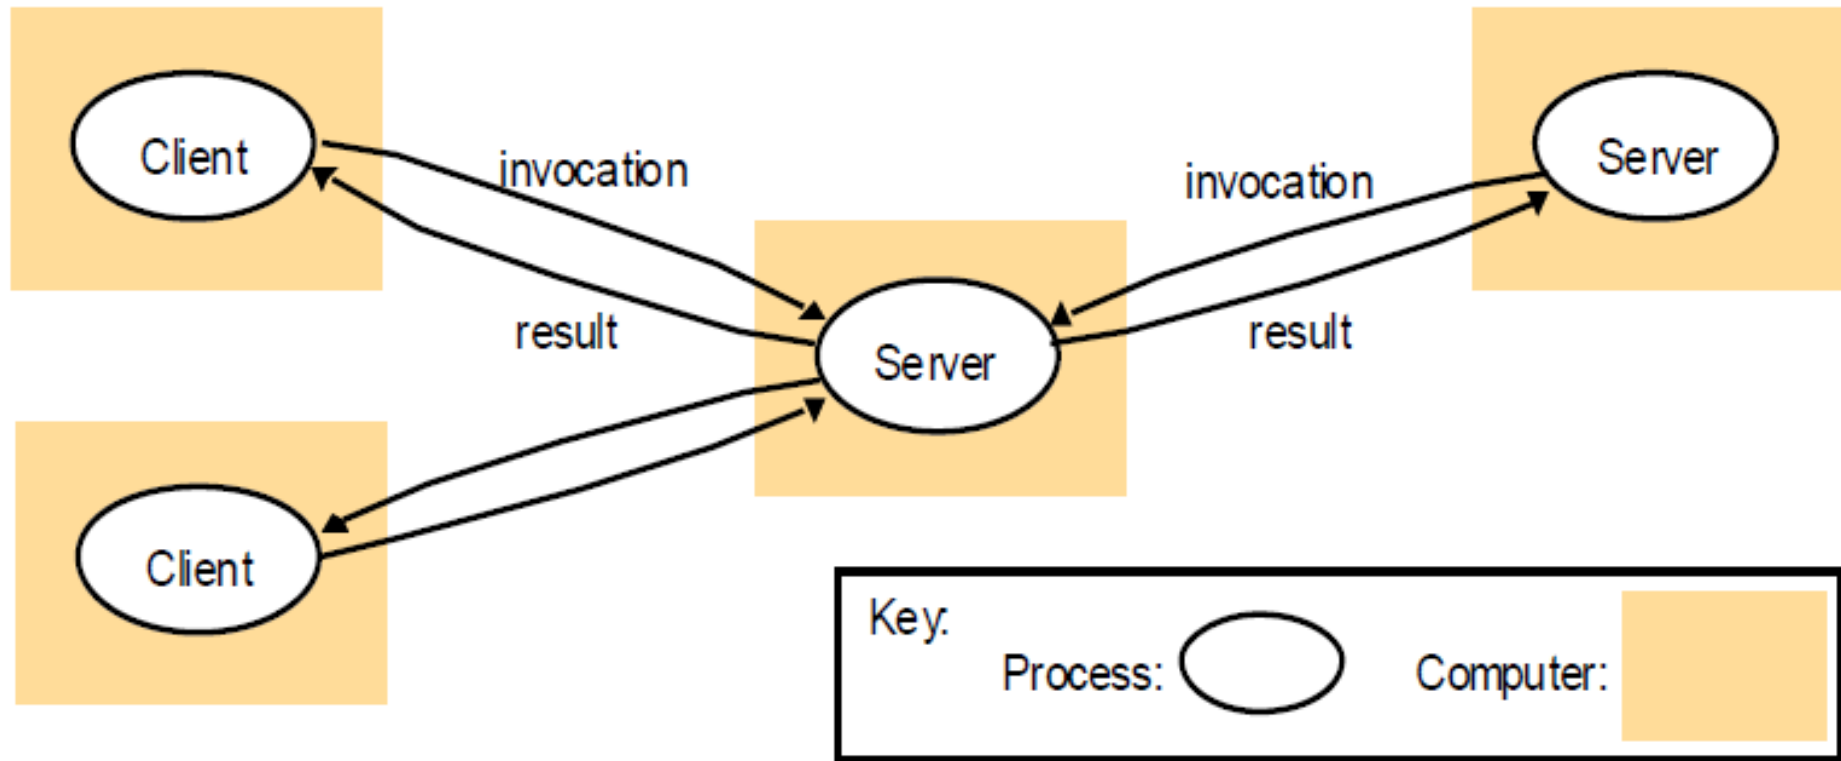 Client
invocation
result
Server
invocation
result
Server
Client
Key:
Process:
Computer: